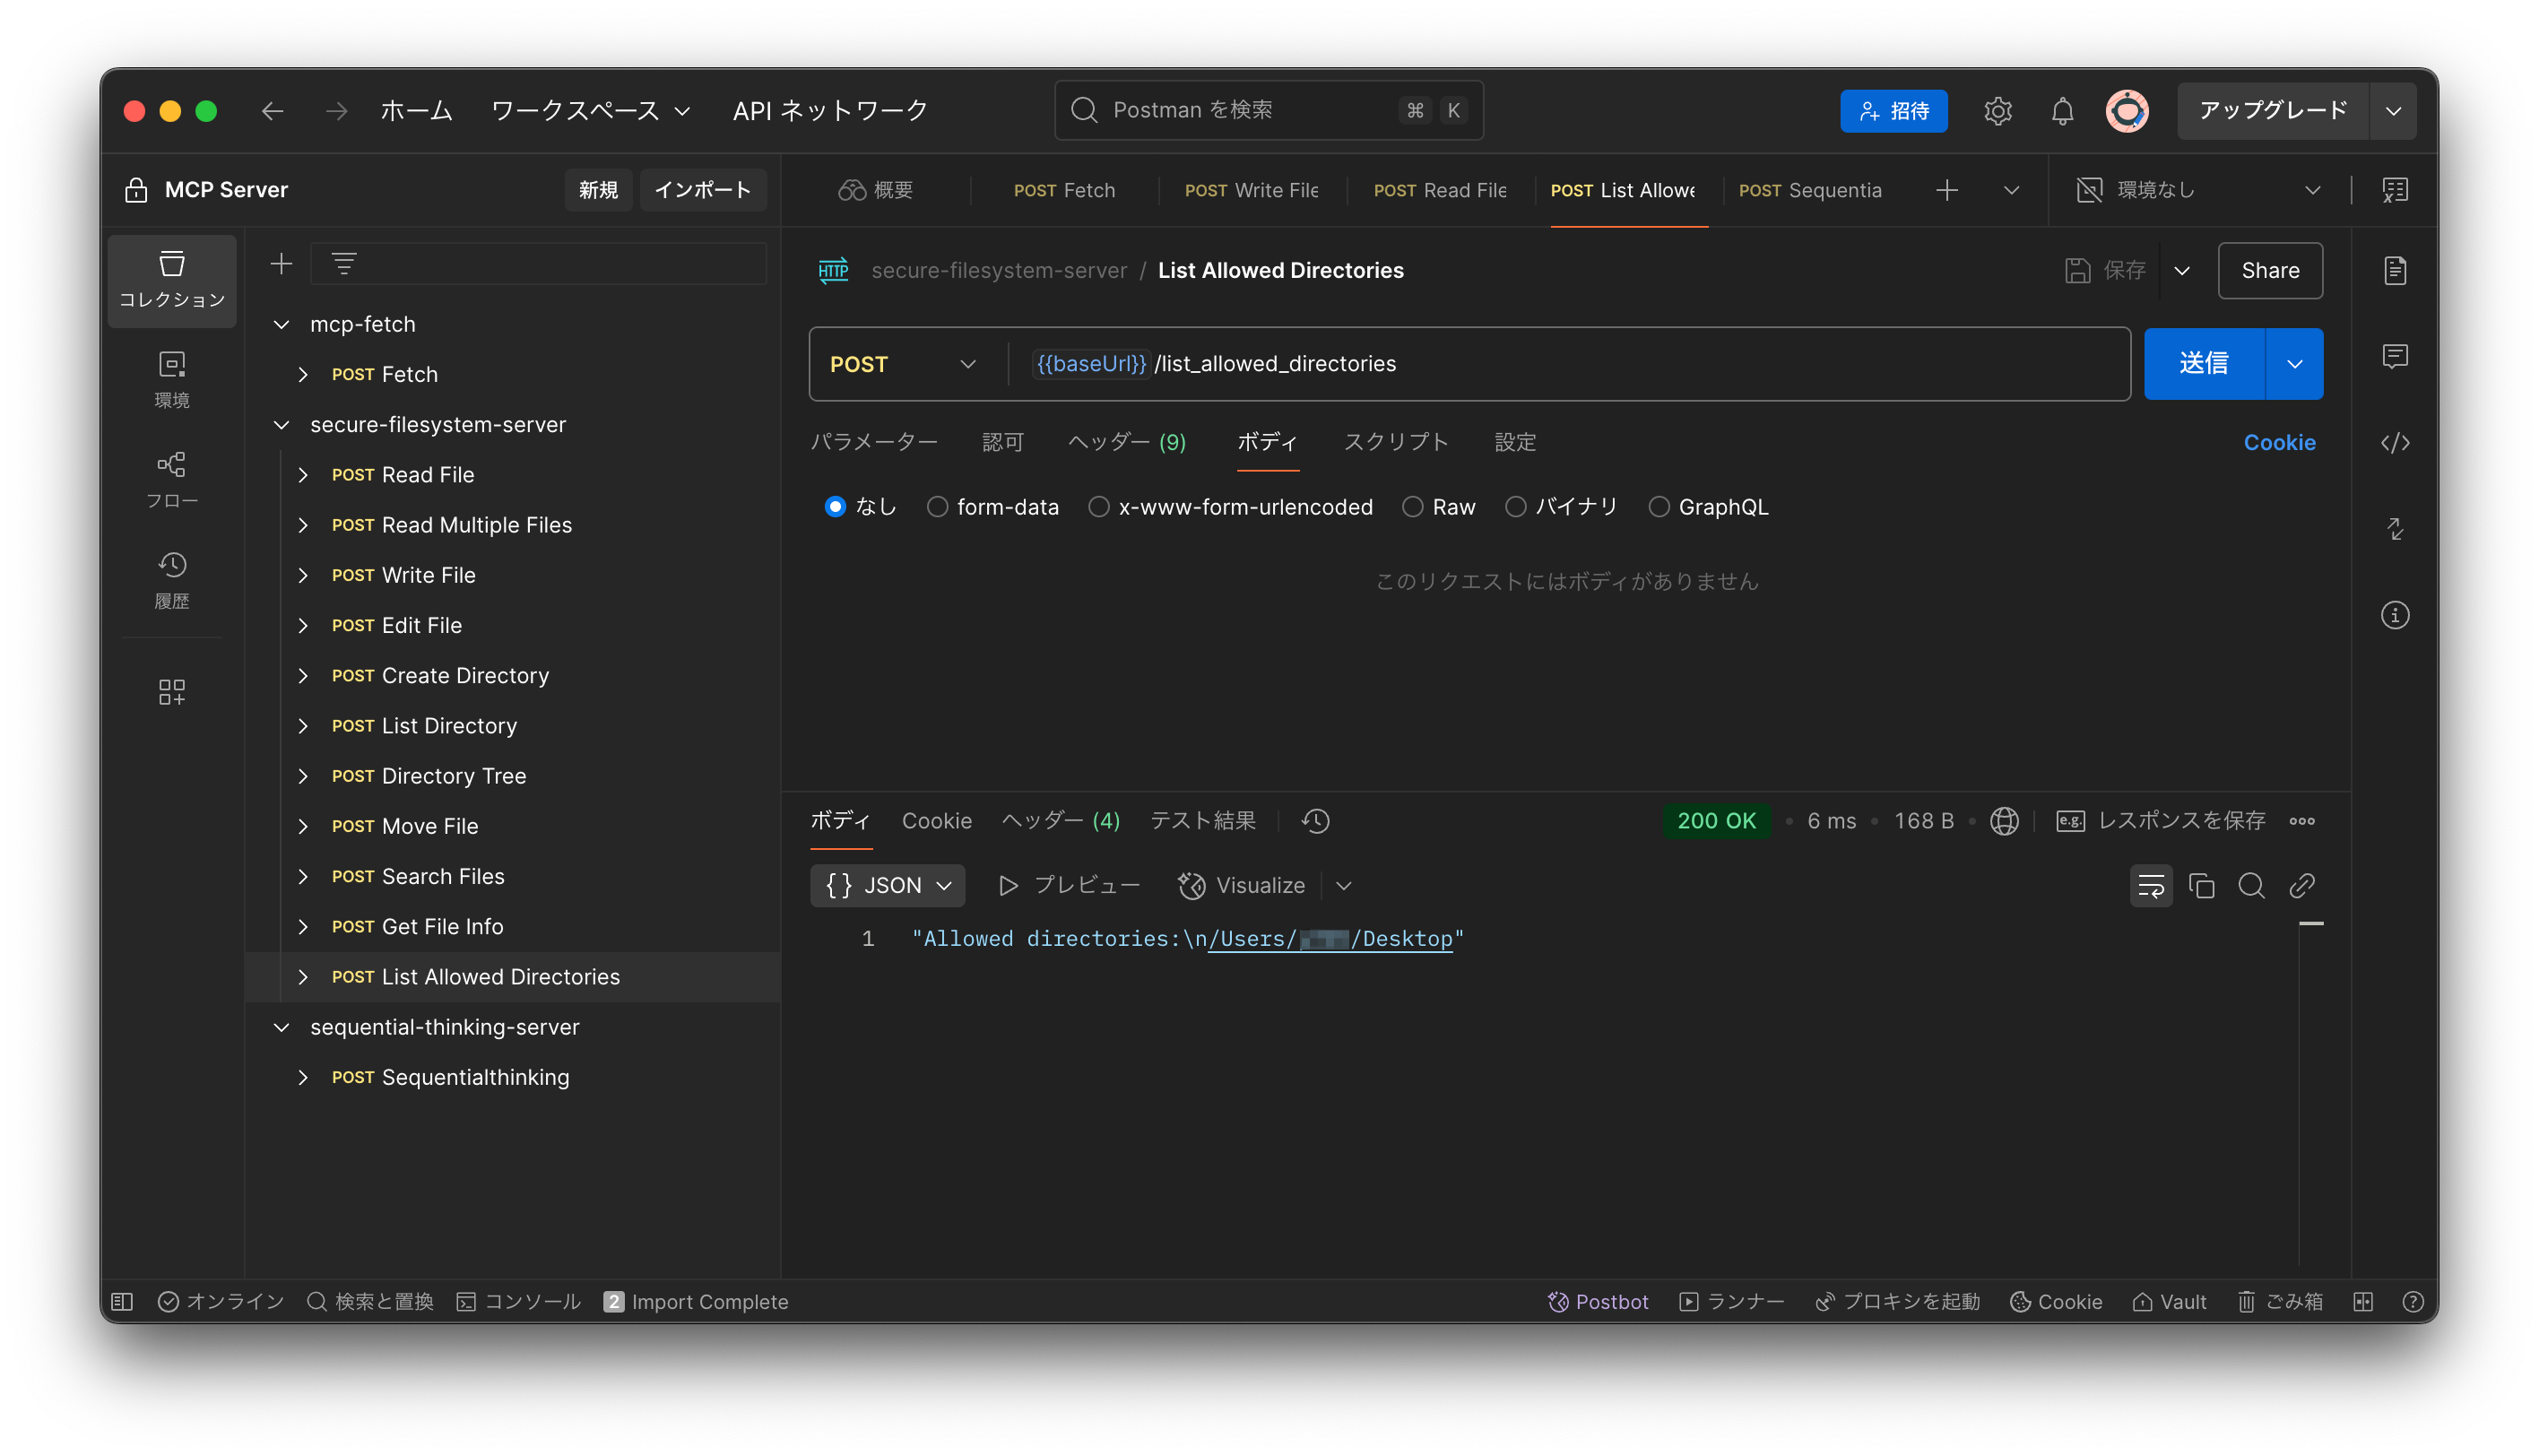 ホーム ワークスペース API ネットワーク Postman を検索 ⌘ K 招待 アップグレード
MCP Server 新規 インポート 概要 POST Fetch POST Write File POST Read File POST List Allowe POST Sequentia 環境なし
コレクション
環境
フロー
履歴
mcp-fetch
POST Fetch
secure-filesystem-server
POST Read File
POST Read Multiple Files
POST Write File
POST Edit File
POST Create Directory
POST List Directory
POST Directory Tree
POST Move File
POST Search Files
POST Get File Info
POST List Allowed Directories
sequential-thinking-server
POST Sequentialthinking
HTTP secure-filesystem-server / List Allowed Directories 保存 Share
POST {{baseUrl}} /list_allowed_directories 送信
パラメーター 認可 ヘッダー (9) ボディ スクリプト 設定 Cookie
なし form-data x-www-form-urlencoded Raw バイナリ GraphQL
このリクエストにはボディがありません
ボディ Cookie ヘッダー (4) テスト結果 200 OK • 6 ms • 168 B • e.g. レスポンスを保存
{} JSON プレビュー Visualize
1 "Allowed directories:\n/Users/ /Desktop"
オンライン 検索と置換 コンソール 2 Import Complete Postbot ランナー プロキシを起動 Cookie Vault ごみ箱